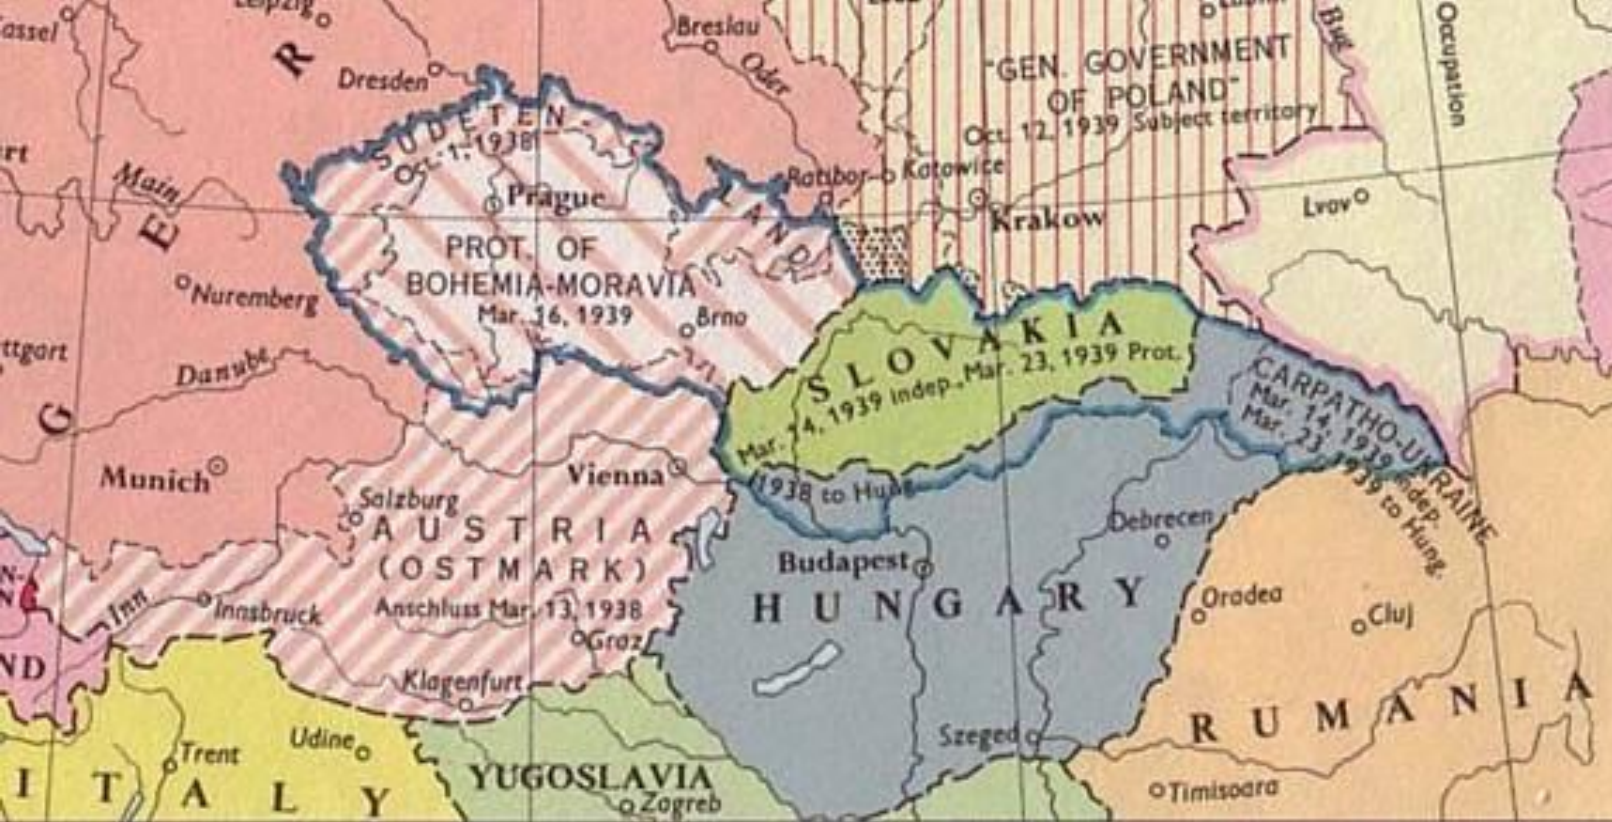 Leipzig
assel
Breslau
Oder
R
Dresden
"GEN. GOVERNMENT
OF POLAND"
Oct. 12, 1939 Subject territory
Bug
Occupation
SUDETEN-
Oct. 1, 1938
LAND
rt
Main
E
Prague
Ratibor
Katowice
Krakow
Lvov
PROT. OF
BOHEMIA-MORAVIA
Mar. 16, 1939
Brno
Nuremberg
ttgart
Danube
G
SLOVAKIA
Mar. 14, 1939 indep., Mar. 23, 1939 Prot.
CARPATHO-UKRAINE
Mar. 14, 1939 indep.
Mar. 23, 1939 to Hung.
Munich
Vienna
1938 to Hung.
Salzburg
AUSTRIA
(OSTMARK)
Anschluss Mar. 13, 1938
Debrecen
Budapest
HUNGARY
Inn
Innsbruck
Graz
Oradea
Cluj
ND
Klagenfurt
RUMANIA
Udine
Trent
Szeged
ITALY
YUGOSLAVIA
Zagreb
Timisoara